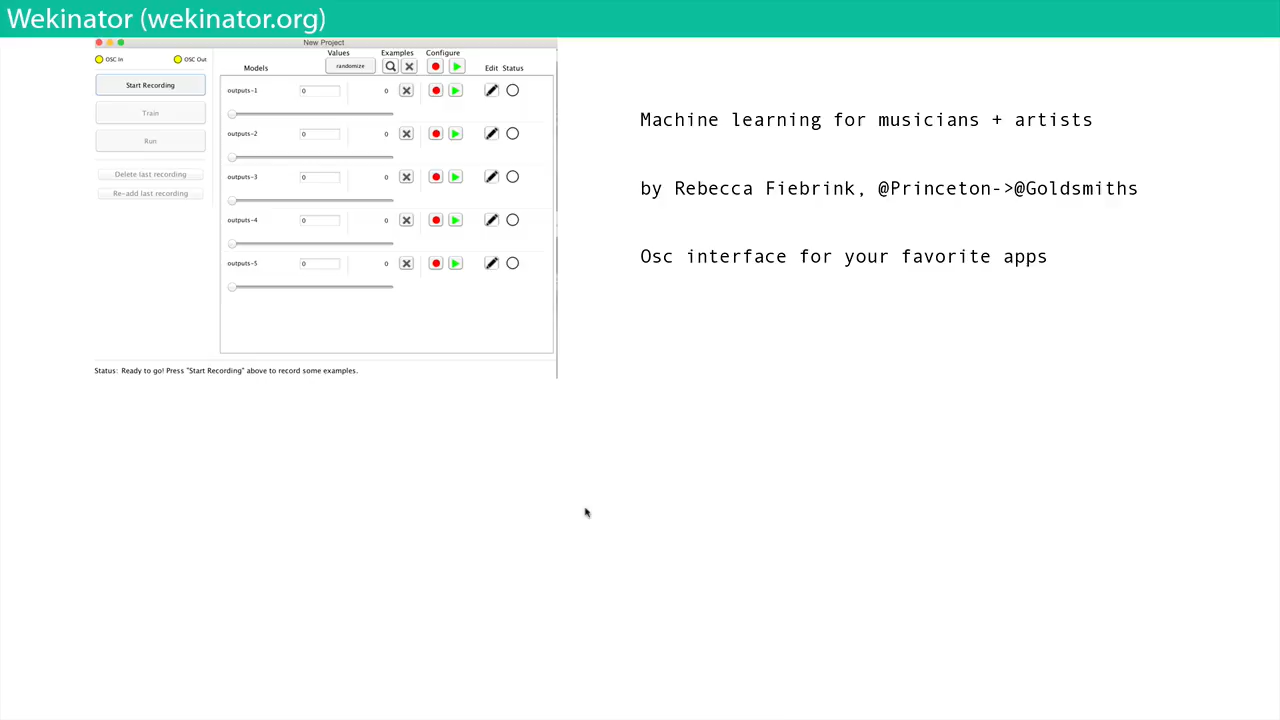 Wekinator (wekinator.org)
New Project
OSC In
OSC Out
Values
Examples
Configure
Models
randomize
Edit Status
Start Recording
Train
Run
Delete last recording
Re-add last recording
outputs-1 0 0
outputs-2 0 0
outputs-3 0 0
outputs-4 0 0
outputs-5 0 0
Status: Ready to go! Press "Start Recording" above to record some examples.
Machine learning for musicians + artists
by Rebecca Fiebrink, @Princeton->@Goldsmiths
Osc interface for your favorite apps